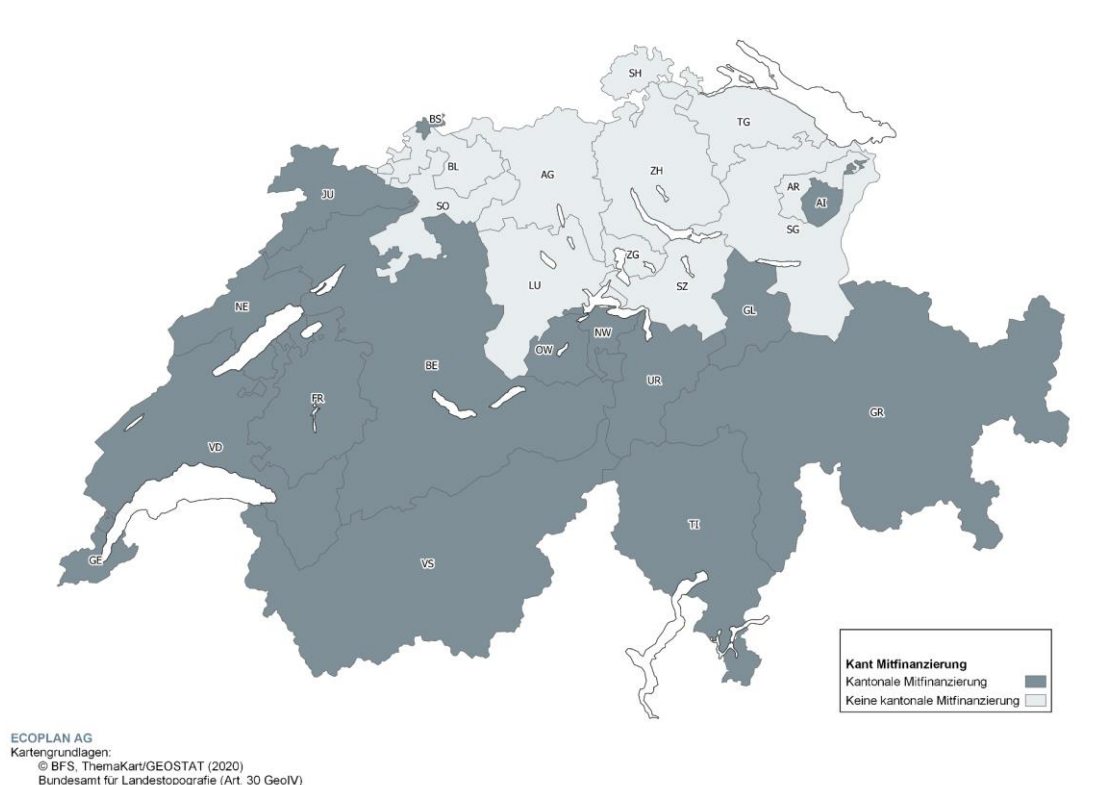 SH
BS
TG
BL
AG
ZH
JU
AR
AI
SO
SG
ZG
LU
SZ
NE
GL
NW
OW
BE
UR
FR
GR
VD
TI
GE
VS
Kant Mitfinanzierung
Kantonale Mitfinanzierung
Keine kantonale Mitfinanzierung
ECOPLAN AG
Kartengrundlagen:
© BFS, ThemaKart/GEOSTAT (2020)
Bundesamt für Landestopografie (Art. 30 GeoIV)